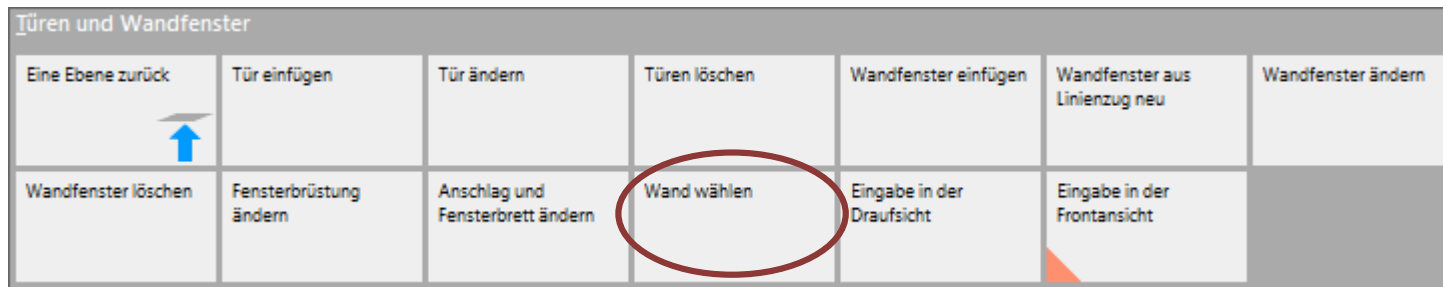 Türen und Wandfenster
Eine Ebene zurück
Tür einfügen
Tür ändern
Türen löschen
Wandfenster einfügen
Wandfenster aus
Linienzug neu
Wandfenster ändern
Wandfenster löschen
Fensterbrüstung
ändern
Anschlag und
Fensterbrett ändern
Wand wählen
Eingabe in der
Draufsicht
Eingabe in der
Frontansicht